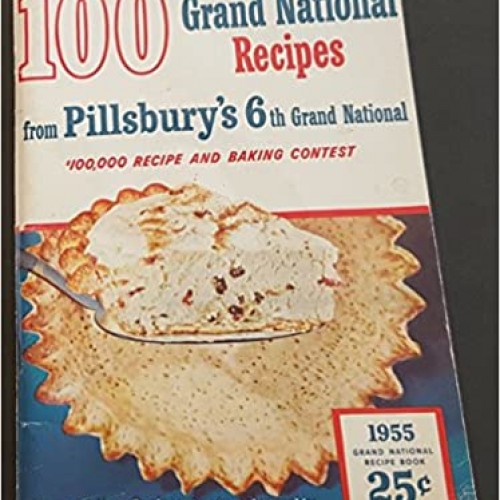 100 Grand National
Recipes
from Pillsbury's 6th Grand National
$100,000 RECIPE AND BAKING CONTEST
1955
GRAND NATIONAL
RECIPE BOOK
25¢